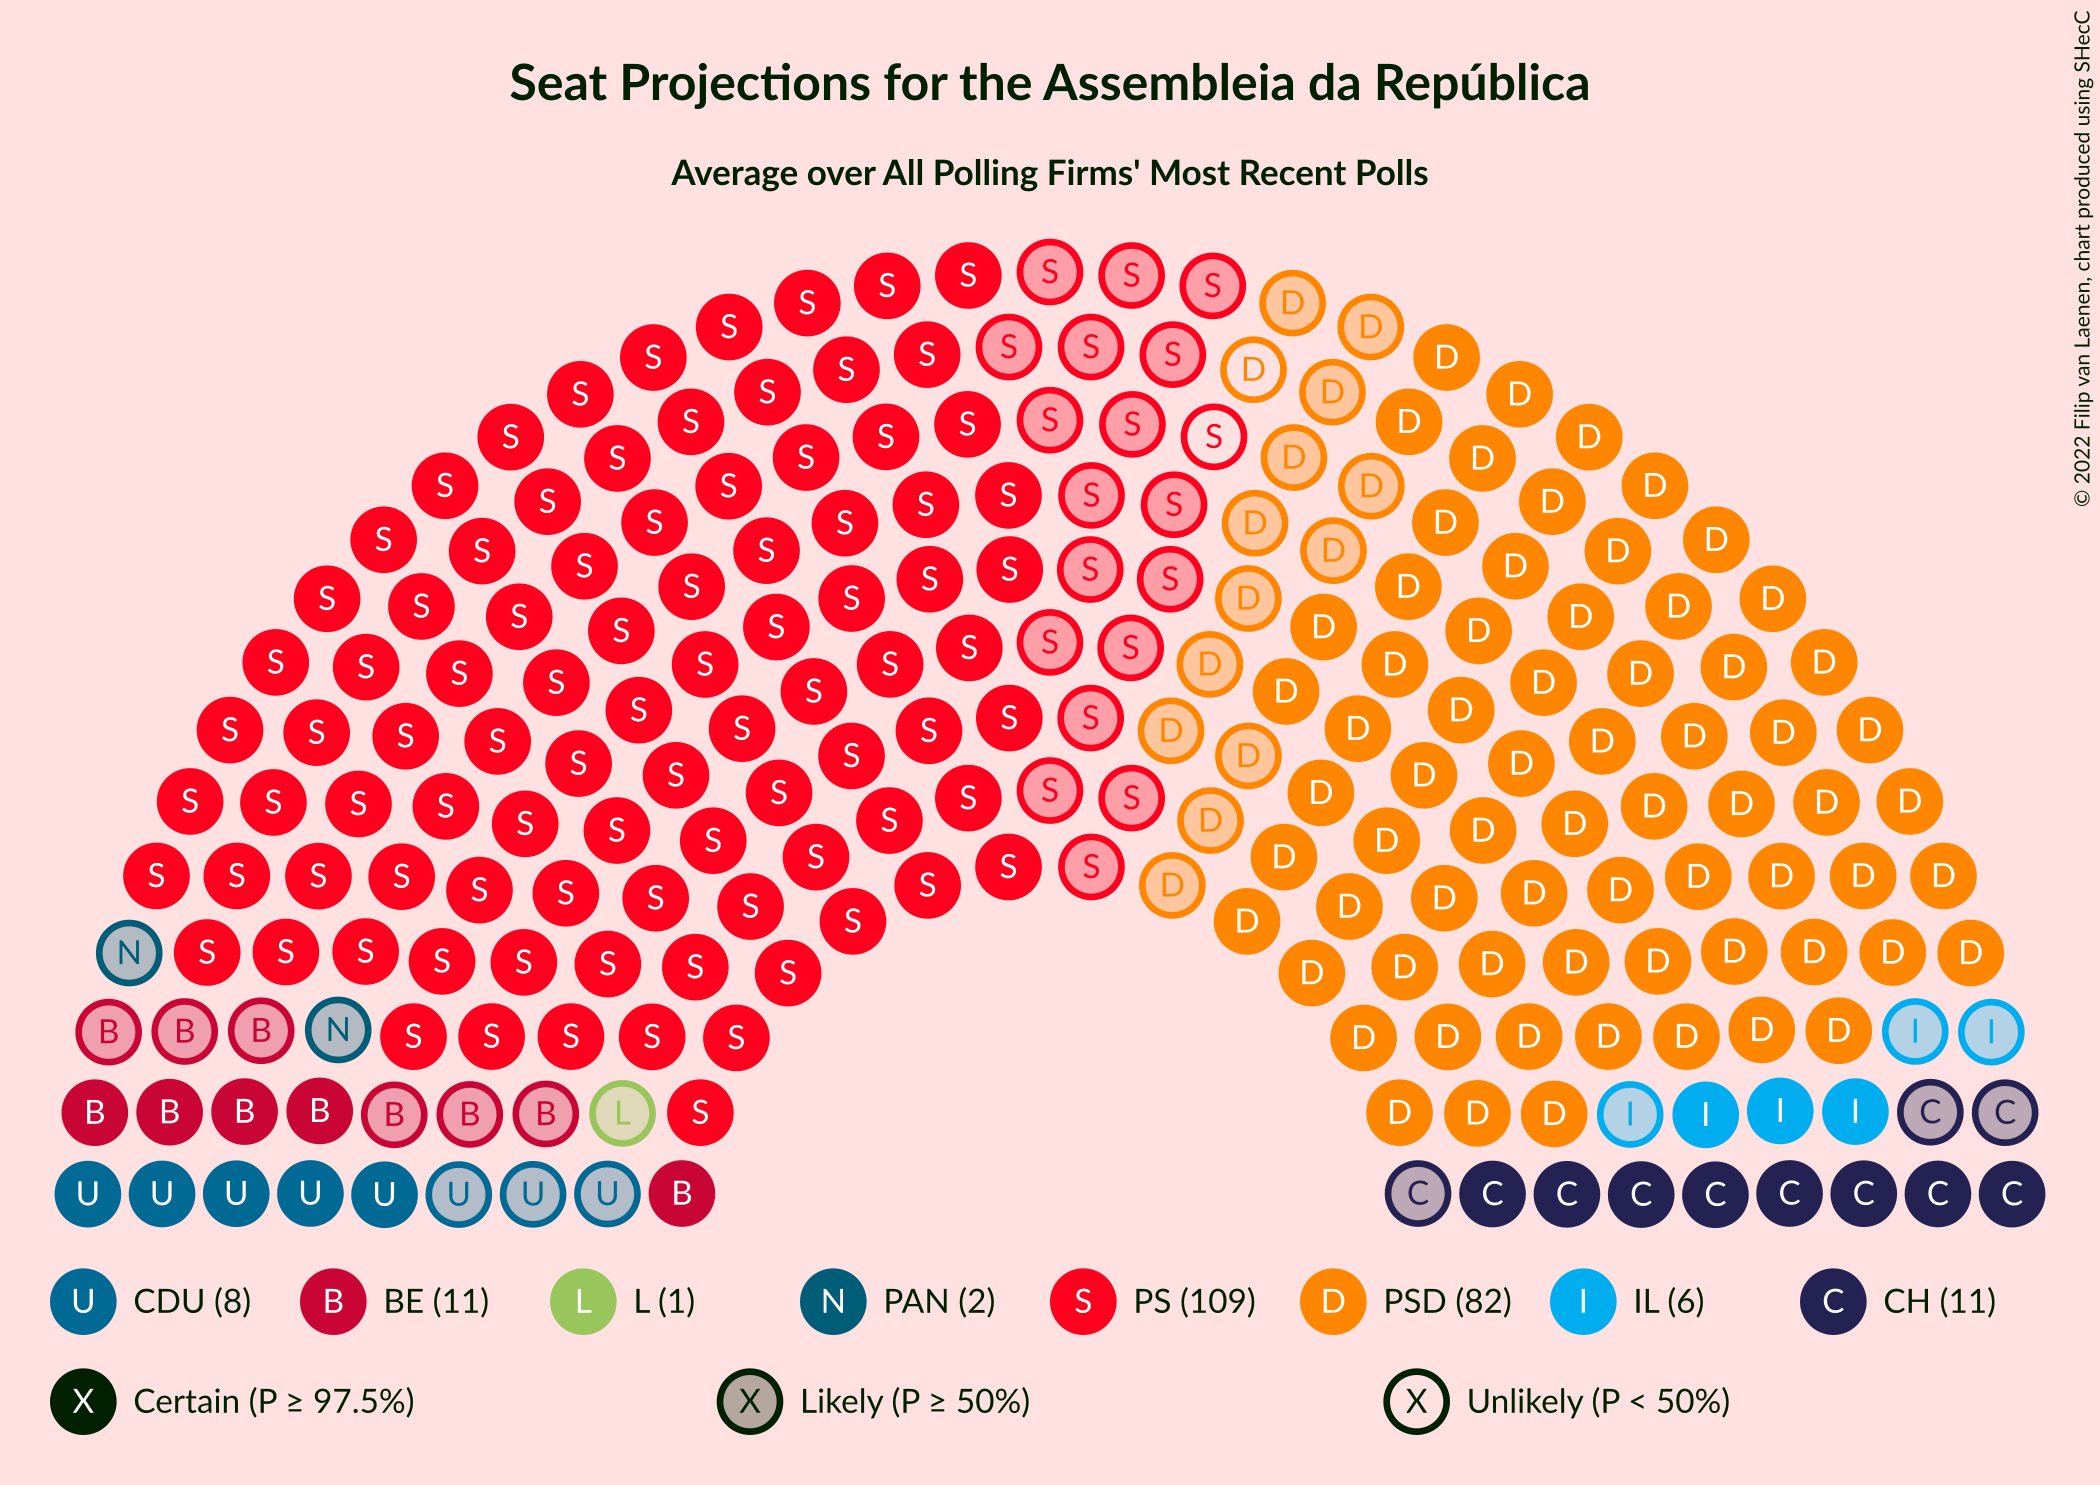 © 2022 Filip van Laenen, chart produced using SHecC
Seat Projections for the Assembleia da República
Average over All Polling Firms' Most Recent Polls
S S S S S S D
S S S S S S D D
S S S D D D
S S S S S S S D D
S S S S D D D D
S S S S S S S D D D
S S S S S S D D D D
S S S S S S D D D D
S S S S S S D D D
S S S S S S S D D D D D D D
S S S S S S S S S D D D D D D D
S S S D D D
S S S S S S S S S S S S D D D D D D D D D
S S S S S S S S S S S S S D D D D D D D D D D D
N S S S S S S S S D D D D D D D D D
B B B N S S S S S D D D D D D D I I
B B B B B B B L S D D D I I I I C C
U U U U U U U U B C C C C C C C C C
U CDU (8) B BE (11) L L (1) N PAN (2) S PS (109) D PSD (82) I IL (6) C CH (11)
X Certain (P ≥ 97.5%) X Likely (P ≥ 50%) X Unlikely (P < 50%)